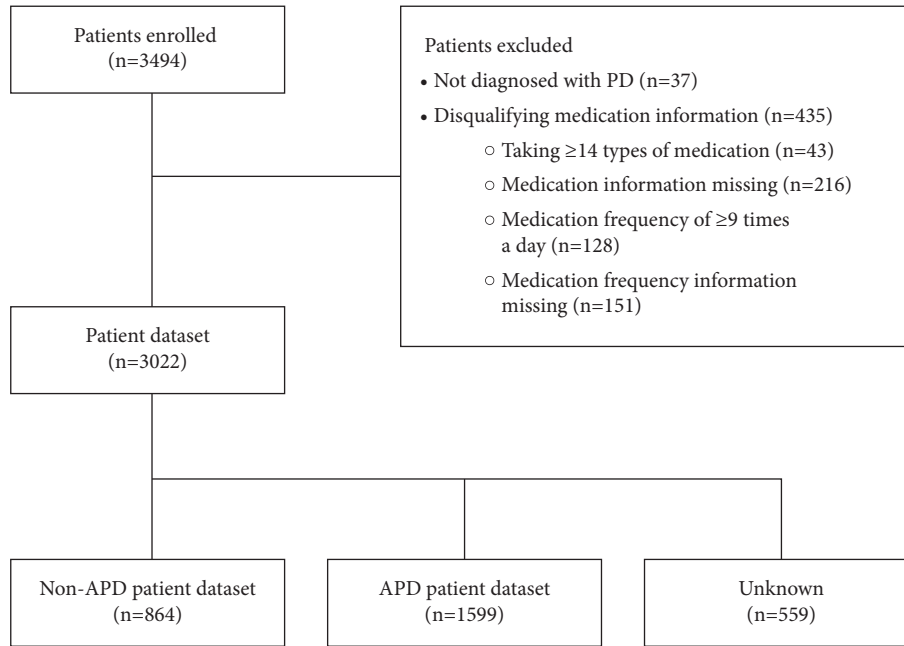 Patients enrolled
(n=3494)
Patients excluded
• Not diagnosed with PD (n=37)
• Disqualifying medication information (n=435)
○ Taking ≥14 types of medication (n=43)
○ Medication information missing (n=216)
○ Medication frequency of ≥9 times
a day (n=128)
○ Medication frequency information
missing (n=151)
Patient dataset
(n=3022)
Non-APD patient dataset
(n=864)
APD patient dataset
(n=1599)
Unknown
(n=559)